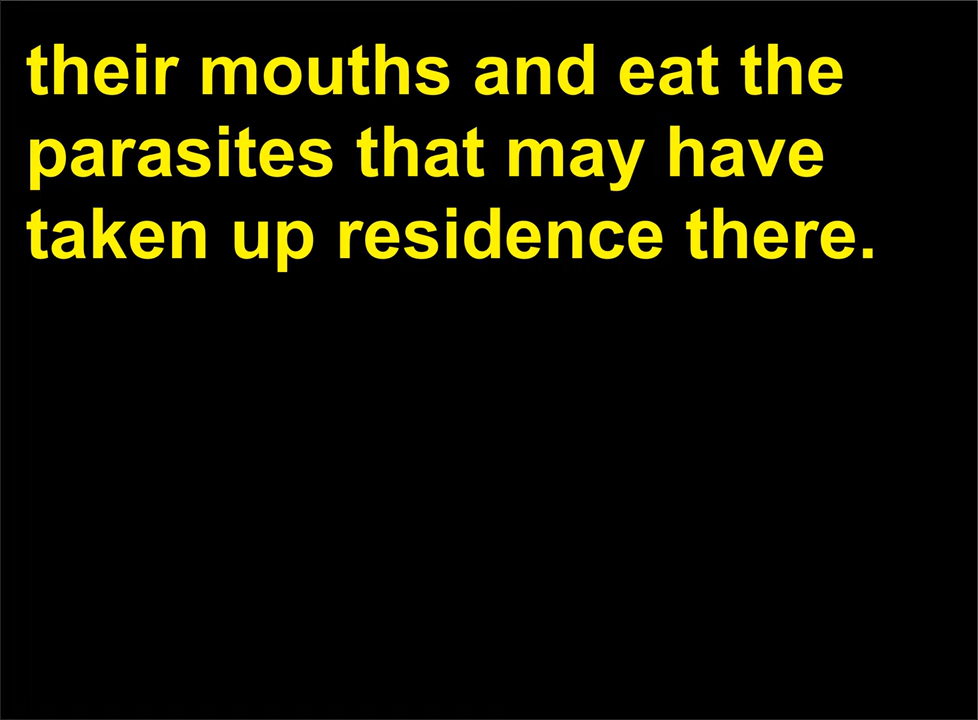 their mouths and eat the
parasites that may have
taken up residence there.